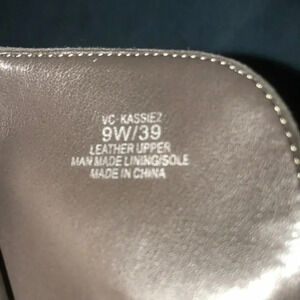 VC-KASSIEZ
9W/39
LEATHER UPPER
MAN MADE LINING/SOLE
MADE IN CHINA